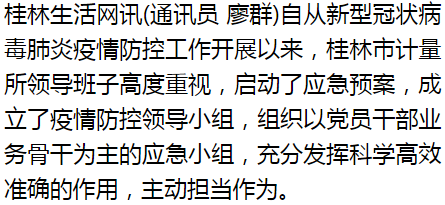 桂林生活网讯(通讯员 廖群)自从新型冠状病
毒肺炎疫情防控工作开展以来，桂林市计量
所领导班子高度重视，启动了应急预案，成
立了疫情防控领导小组，组织以党员干部业
务骨干为主的应急小组，充分发挥科学高效
准确的作用，主动担当作为。